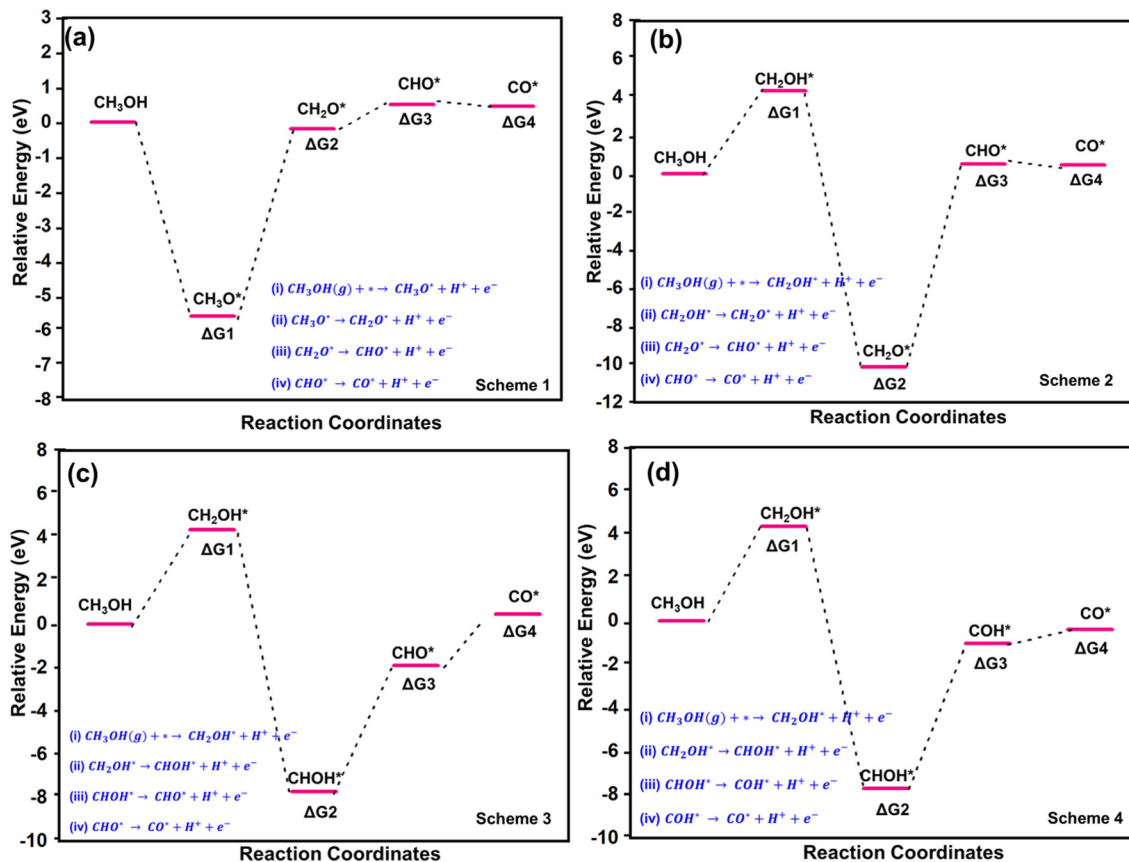 (a)
Relative Energy (eV)
3
2
1
0
-1
-2
-3
-4
-5
-6
-7
-8
CH₃OH
CH₃O*
ΔG1
CH₂O*
ΔG2
CHO*
ΔG3
CO*
ΔG4
(i) CH₃OH(g) + * → CH₃O* + H⁺ + e⁻
(ii) CH₃O* → CH₂O* + H⁺ + e⁻
(iii) CH₂O* → CHO* + H⁺ + e⁻
(iv) CHO* → CO* + H⁺ + e⁻
Scheme 1
Reaction Coordinates
(b)
Relative Energy (eV)
8
6
4
2
0
-2
-4
-6
-8
-10
-12
CH₃OH
CH₂OH*
ΔG1
CH₂O*
ΔG2
CHO*
ΔG3
CO*
ΔG4
(i) CH₃OH(g) + * → CH₂OH* + H⁺ + e⁻
(ii) CH₂OH* → CH₂O* + H⁺ + e⁻
(iii) CH₂O* → CHO* + H⁺ + e⁻
(iv) CHO* → CO* + H⁺ + e⁻
Scheme 2
Reaction Coordinates
(c)
Relative Energy (eV)
8
6
4
2
0
-2
-4
-6
-8
-10
CH₃OH
CH₂OH*
ΔG1
CHOH*
ΔG2
CHO*
ΔG3
CO*
ΔG4
(i) CH₃OH(g) + * → CH₂OH* + H⁺ + e⁻
(ii) CH₂OH* → CHOH* + H⁺ + e⁻
(iii) CHOH* → CHO* + H⁺ + e⁻
(iv) CHO* → CO* + H⁺ + e⁻
Scheme 3
Reaction Coordinates
(d)
Relative Energy (eV)
8
6
4
2
0
-2
-4
-6
-8
-10
CH₃OH
CH₂OH*
ΔG1
CHOH*
ΔG2
COH*
ΔG3
CO*
ΔG4
(i) CH₃OH(g) + * → CH₂OH* + H⁺ + e⁻
(ii) CH₂OH* → CHOH* + H⁺ + e⁻
(iii) CHOH* → COH* + H⁺ + e⁻
(iv) COH* → CO* + H⁺ + e⁻
Scheme 4
Reaction Coordinates